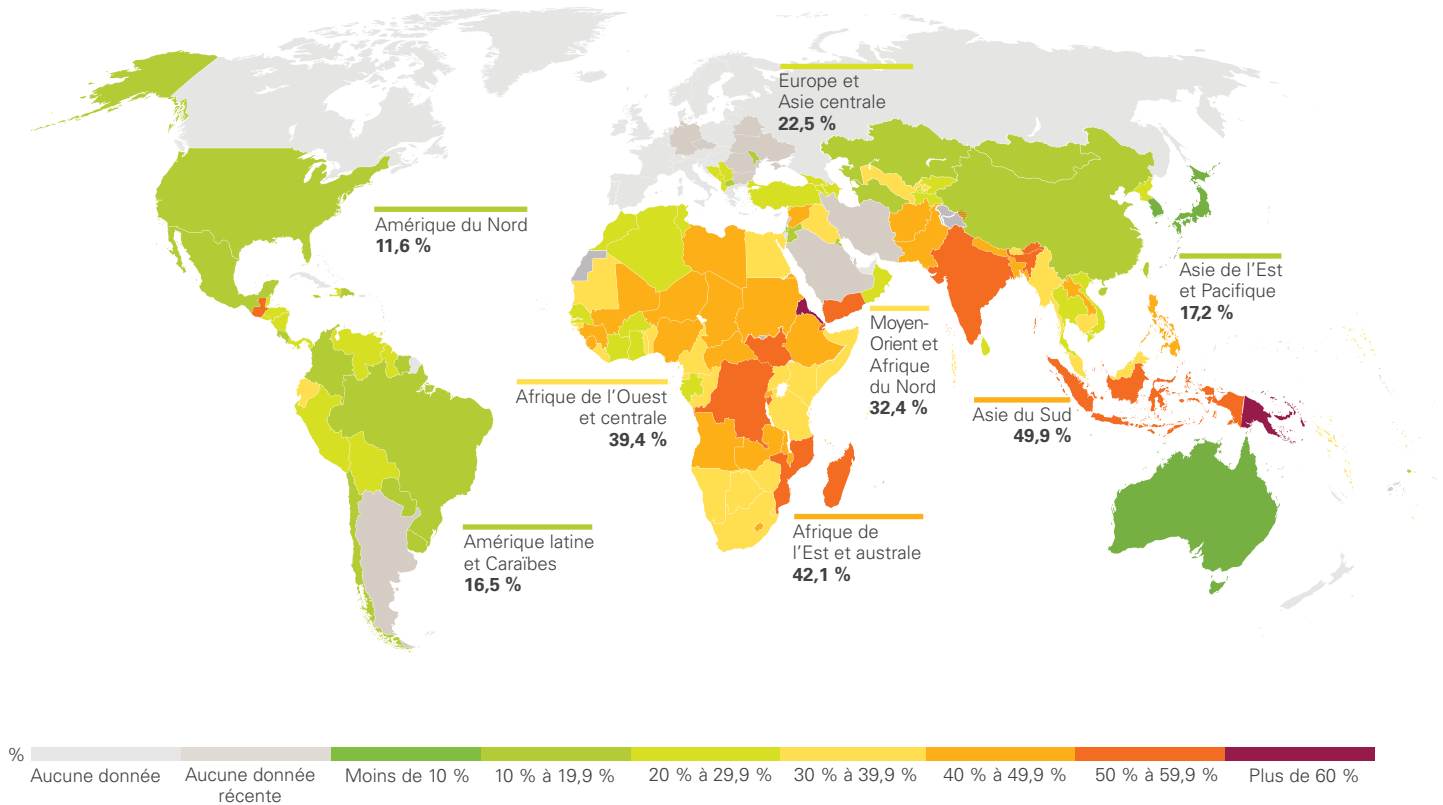 Europe et
Asie centrale
22,5 %
Amérique du Nord
11,6 %
Asie de l’Est
et Pacifique
17,2 %
Moyen-
Orient et
Afrique
du Nord
32,4 %
Afrique de l’Ouest
et centrale
39,4 %
Asie du Sud
49,9 %
Afrique de
l’Est et australe
42,1 %
Amérique latine
et Caraïbes
16,5 %
%
Aucune donnée
Aucune donnée
récente
Moins de 10 %
10 % à 19,9 %
20 % à 29,9 %
30 % à 39,9 %
40 % à 49,9 %
50 % à 59,9 %
Plus de 60 %